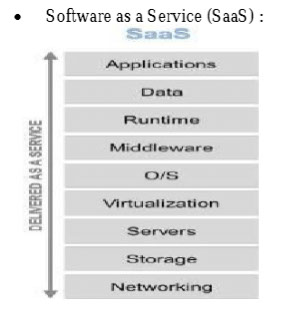 • Software as a Service (SaaS) :
SaaS
Applications
Data
Runtime
Middleware
O/S
Virtualization
Servers
Storage
Networking
DELIVERED AS A SERVICE